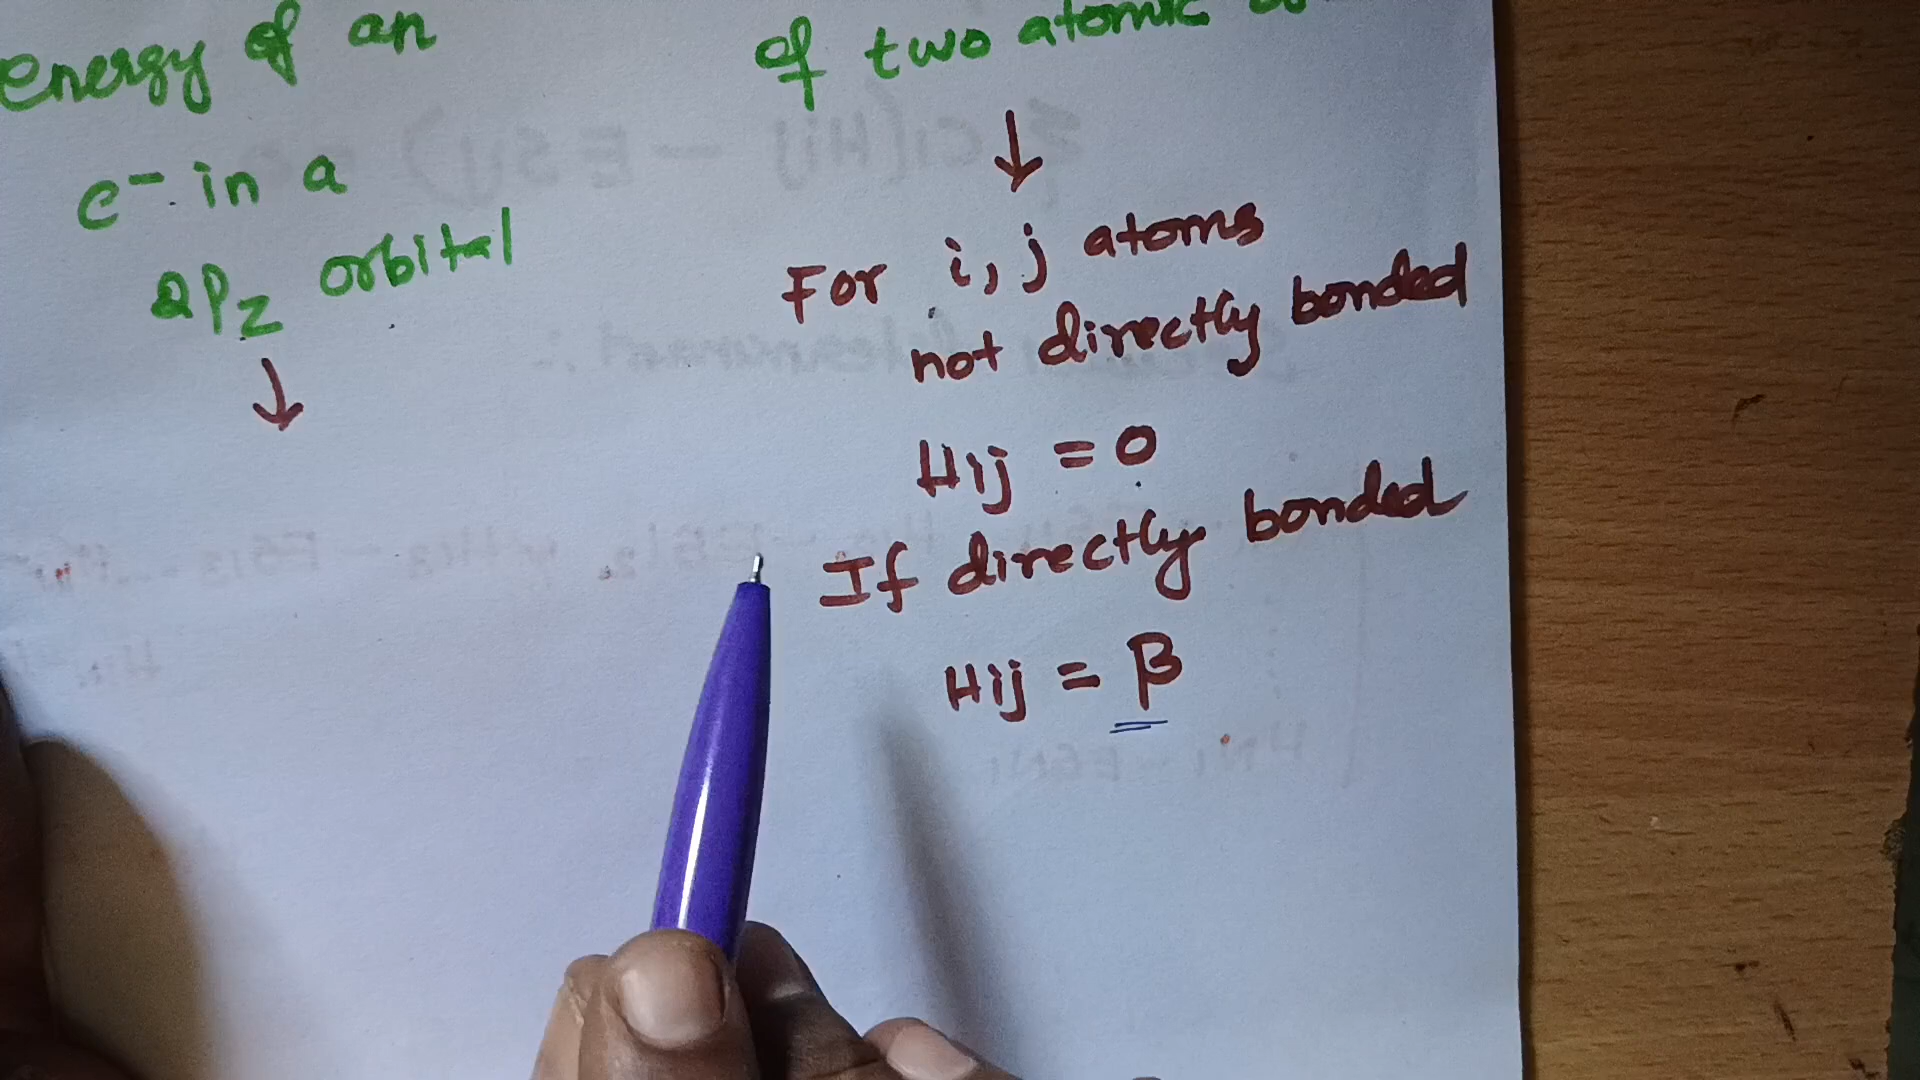 energy of an
e- in a
2Pz orbital
↓
of two atomic
↓
For i, j atoms
not directly bonded
Hij = 0
If directly bonded
Hij = β